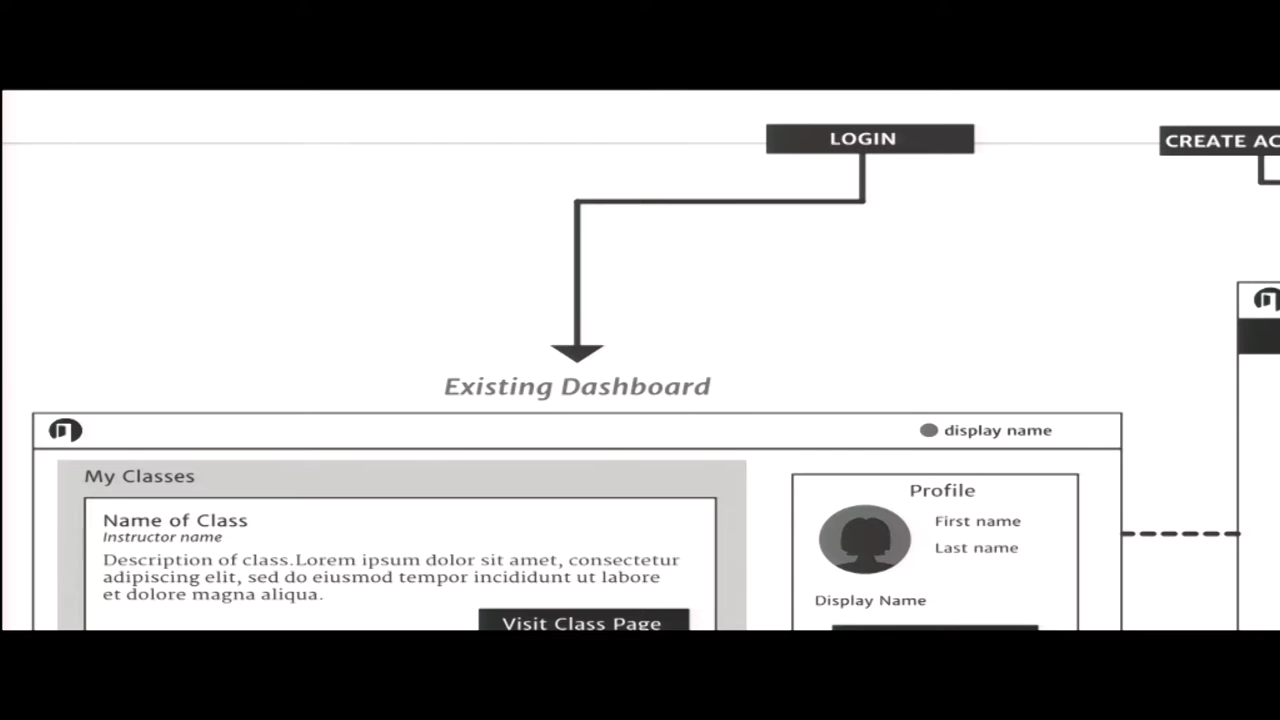 LOGIN
CREATE AC
Existing Dashboard
display name
My Classes
Profile
Name of Class
First name
Instructor name
Last name
Description of class.Lorem ipsum dolor sit amet, consectetur
adipiscing elit, sed do eiusmod tempor incididunt ut labore
et dolore magna aliqua.
Display Name
Visit Class Page